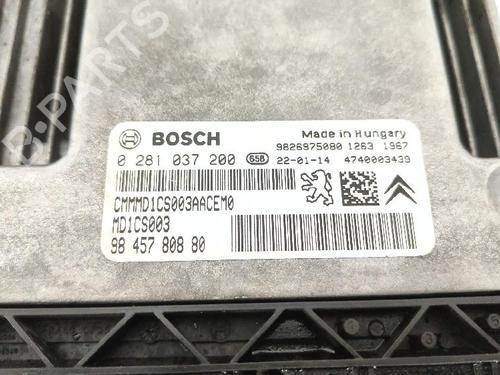 B-PARTS
BOSCH
Made in Hungary
0 281 037 200 65B
9826975080 1263 1967
22-01-14 4740003439
CMMMD1CS003AACEM0
MD1CS003
98 457 808 80